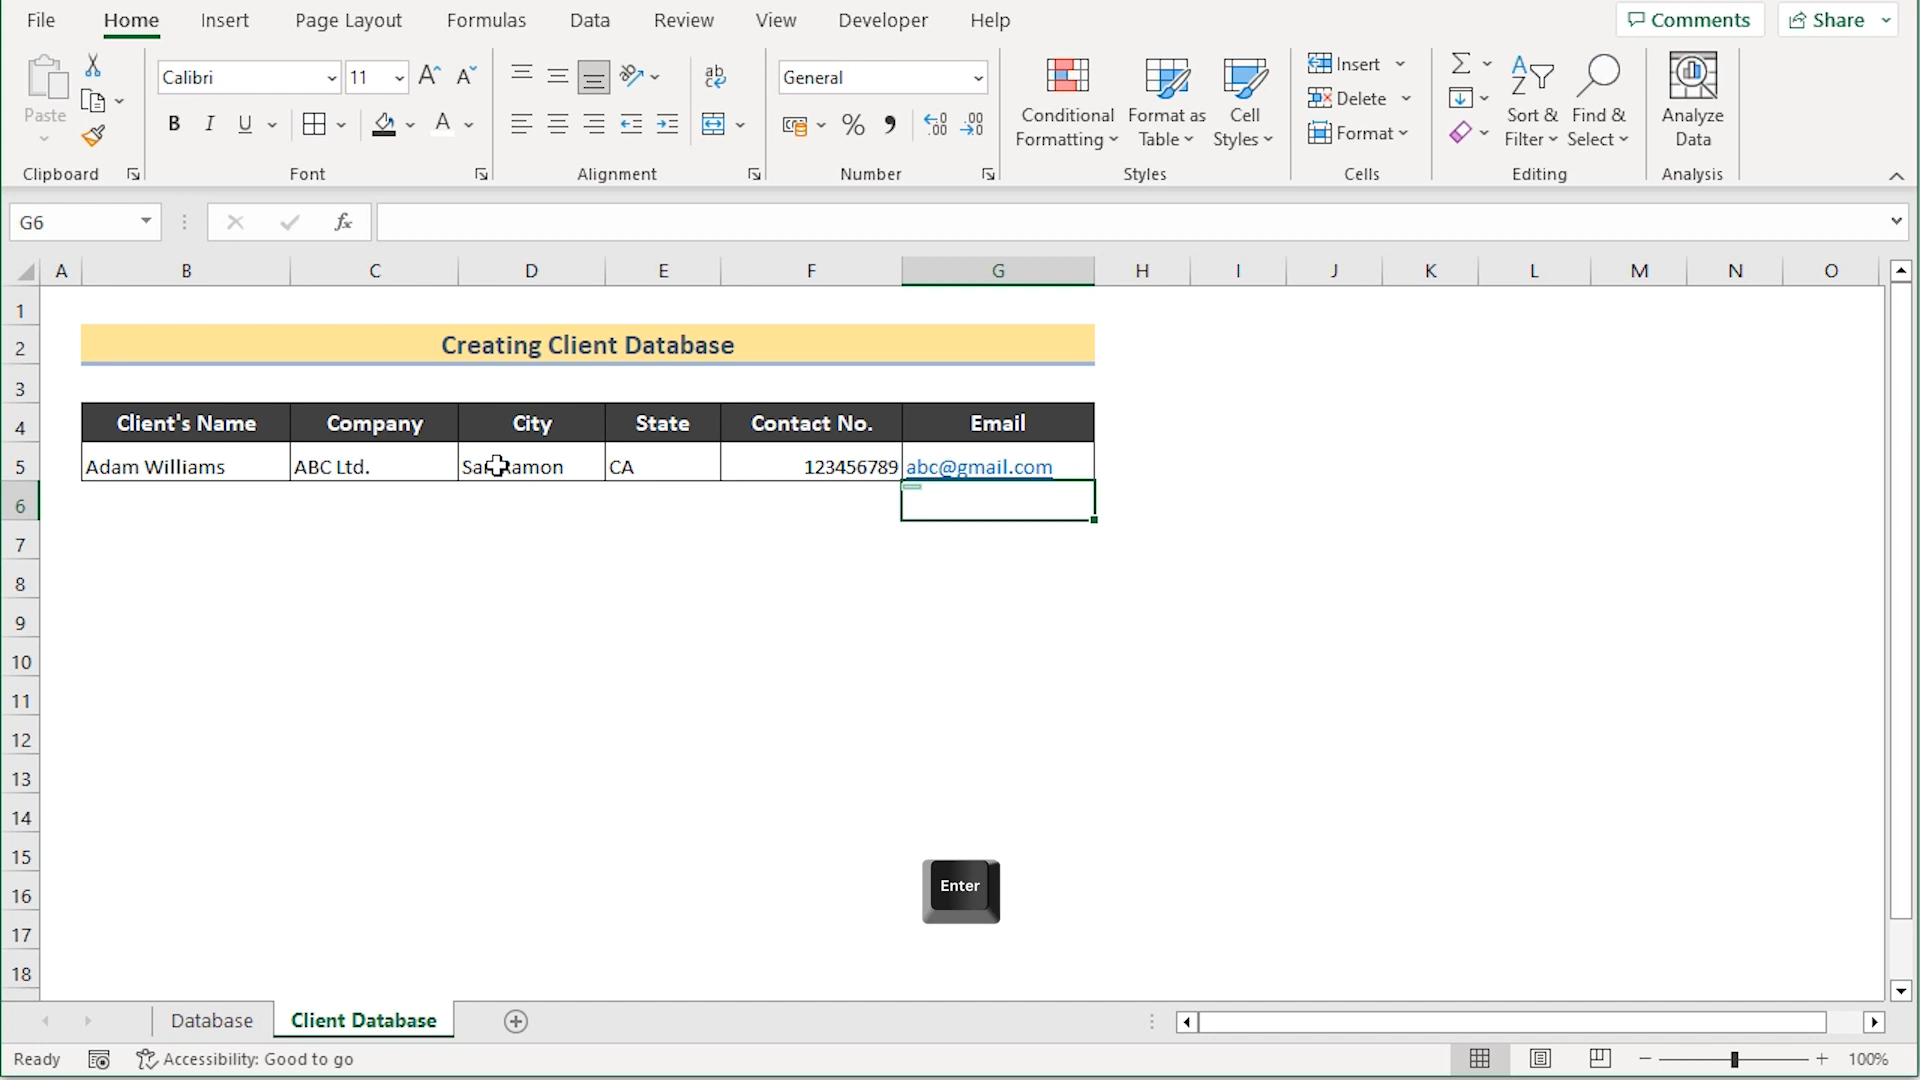 File Home Insert Page Layout Formulas Data Review View Developer Help Comments Share
Calibri 11 General
Paste
B I U A
ab c
% ,
Conditional Formatting
Format as Table
Cell Styles
Insert
Delete
Format
Sort & Filter
Find & Select
Analyze Data
Clipboard Font Alignment Number Styles Cells Editing Analysis
G6 fx
A B C D E F G H I J K L M N O
1
2 Creating Client Database
3
4 Client's Name Company City State Contact No. Email
5 Adam Williams ABC Ltd. San Ramon CA 123456789 abc@gmail.com
6
7
8
9
10
11
12
13
14
15
Enter
16
17
18
Database Client Database
Ready Accessibility: Good to go 100%